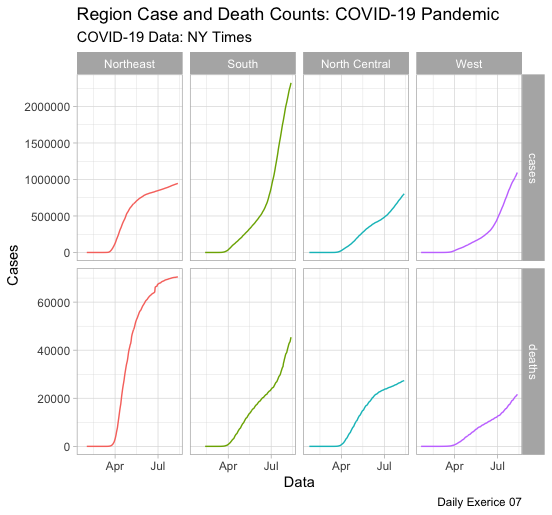 Region Case and Death Counts: COVID-19 Pandemic
COVID-19 Data: NY Times
Northeast South North Central West
2000000
1500000
1000000
500000
0
cases
Cases
60000
40000
20000
0
deaths
Apr Jul Apr Jul Apr Jul Apr Jul
Data
Daily Exerice 07